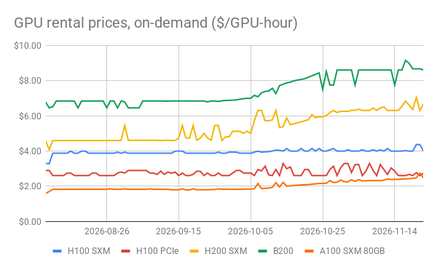 GPU rental prices, on-demand ($/GPU-hour)
$10.00
$8.00
$6.00
$4.00
$2.00
$0.00
2026-08-26 2026-09-15 2026-10-05 2026-10-25 2026-11-14
H100 SXM H100 PCIe H200 SXM B200 A100 SXM 80GB